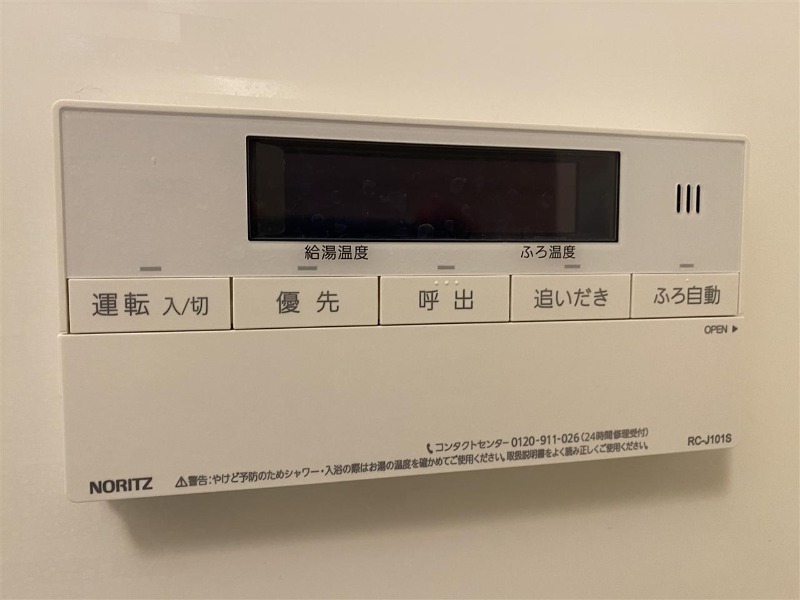 給湯温度 ふろ温度
運転 入/切 優先 呼出 追いだき ふろ自動
OPEN ▶
コンタクトセンター 0120-911-026 (24時間修理受付)
RC-J101S
NORITZ ⚠警告:やけど予防のためシャワー・入浴の際はお湯の温度を確かめてご使用ください。取扱説明書をよく読み正しくご使用ください。